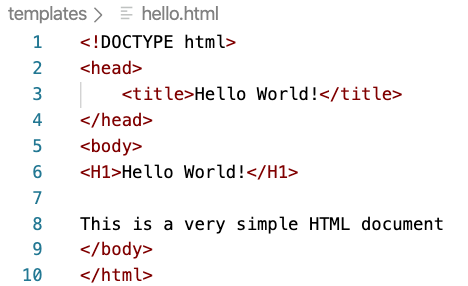 templates > hello.html
1 <!DOCTYPE html>
2 <head>
3     <title>Hello World!</title>
4 </head>
5 <body>
6 <H1>Hello World!</H1>
7
8 This is a very simple HTML document
9 </body>
10 </html>